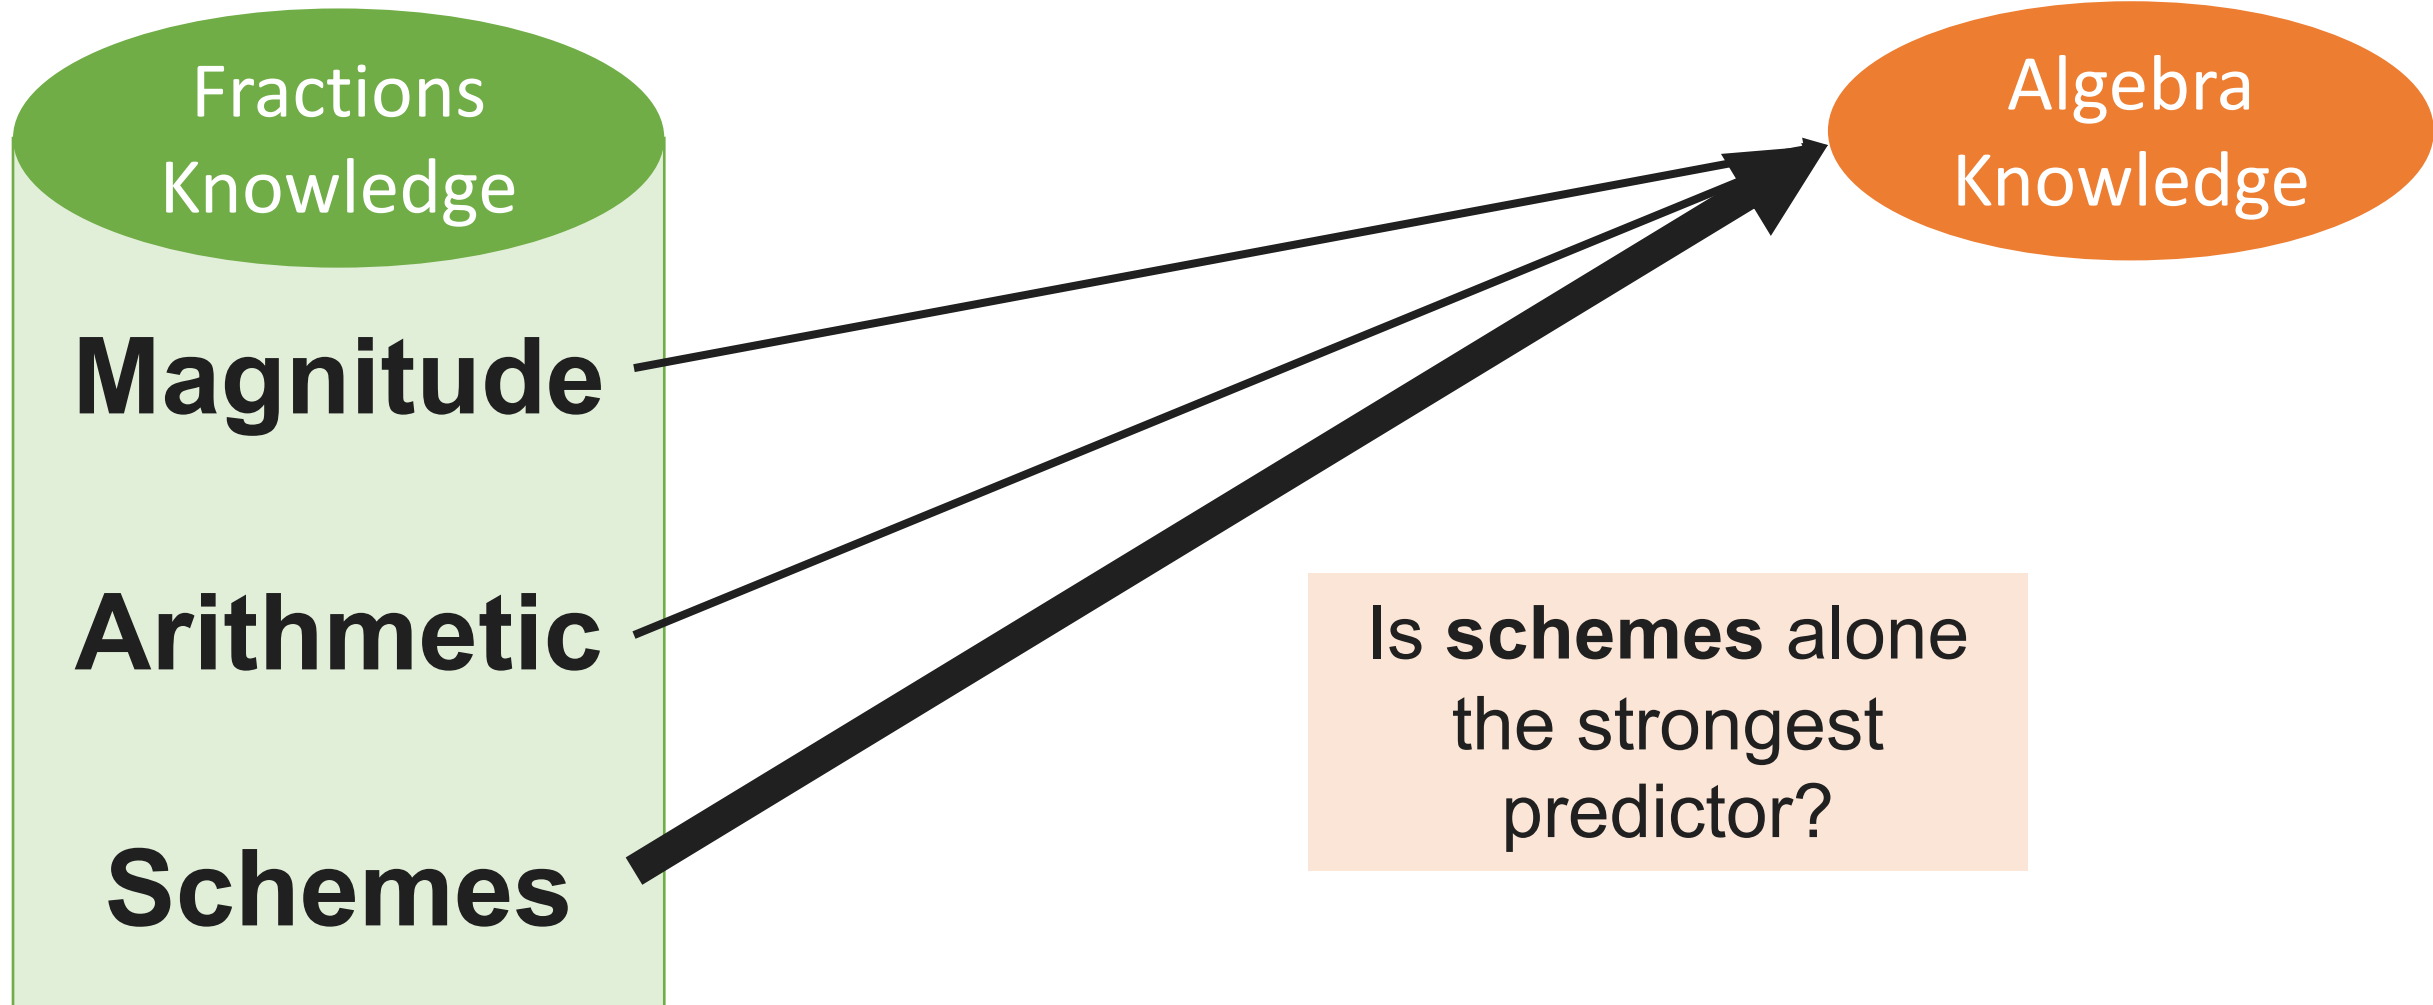 Fractions
Knowledge
Algebra
Knowledge
Magnitude
Arithmetic
Schemes
Is schemes alone
the strongest
predictor?